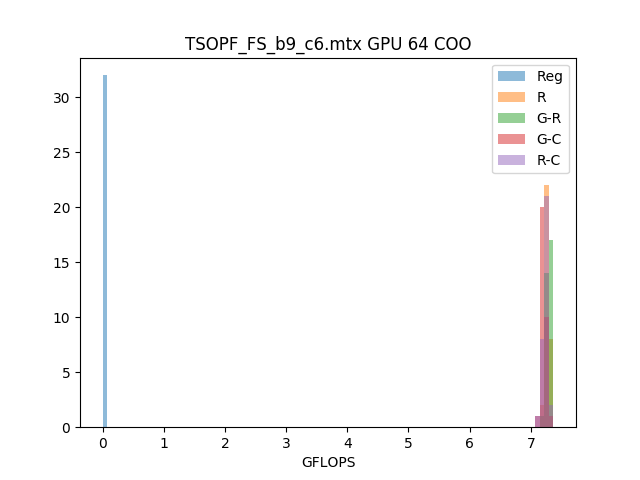 TSOPF_FS_b9_c6.mtx GPU 64 COO
Reg
R
G-R
G-C
R-C
30
25
20
15
10
5
0
0 1 2 3 4 5 6 7
GFLOPS